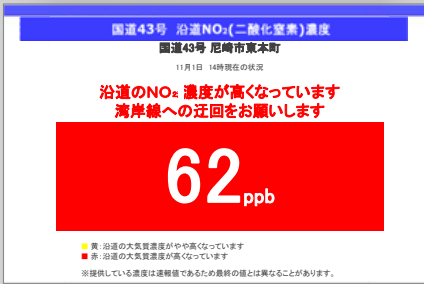 国道43号 沿道NO₂(二酸化窒素)濃度
国道43号 尼崎市東本町
11月1日 14時現在の状況
沿道のNO₂ 濃度が高くなっています
湾岸線への迂回をお願いします
62ppb
黄:沿道の大気質濃度がやや高くなっています
赤:沿道の大気質濃度が高くなっています
※提供している濃度は速報値であるため最終の値とは異なることがあります。